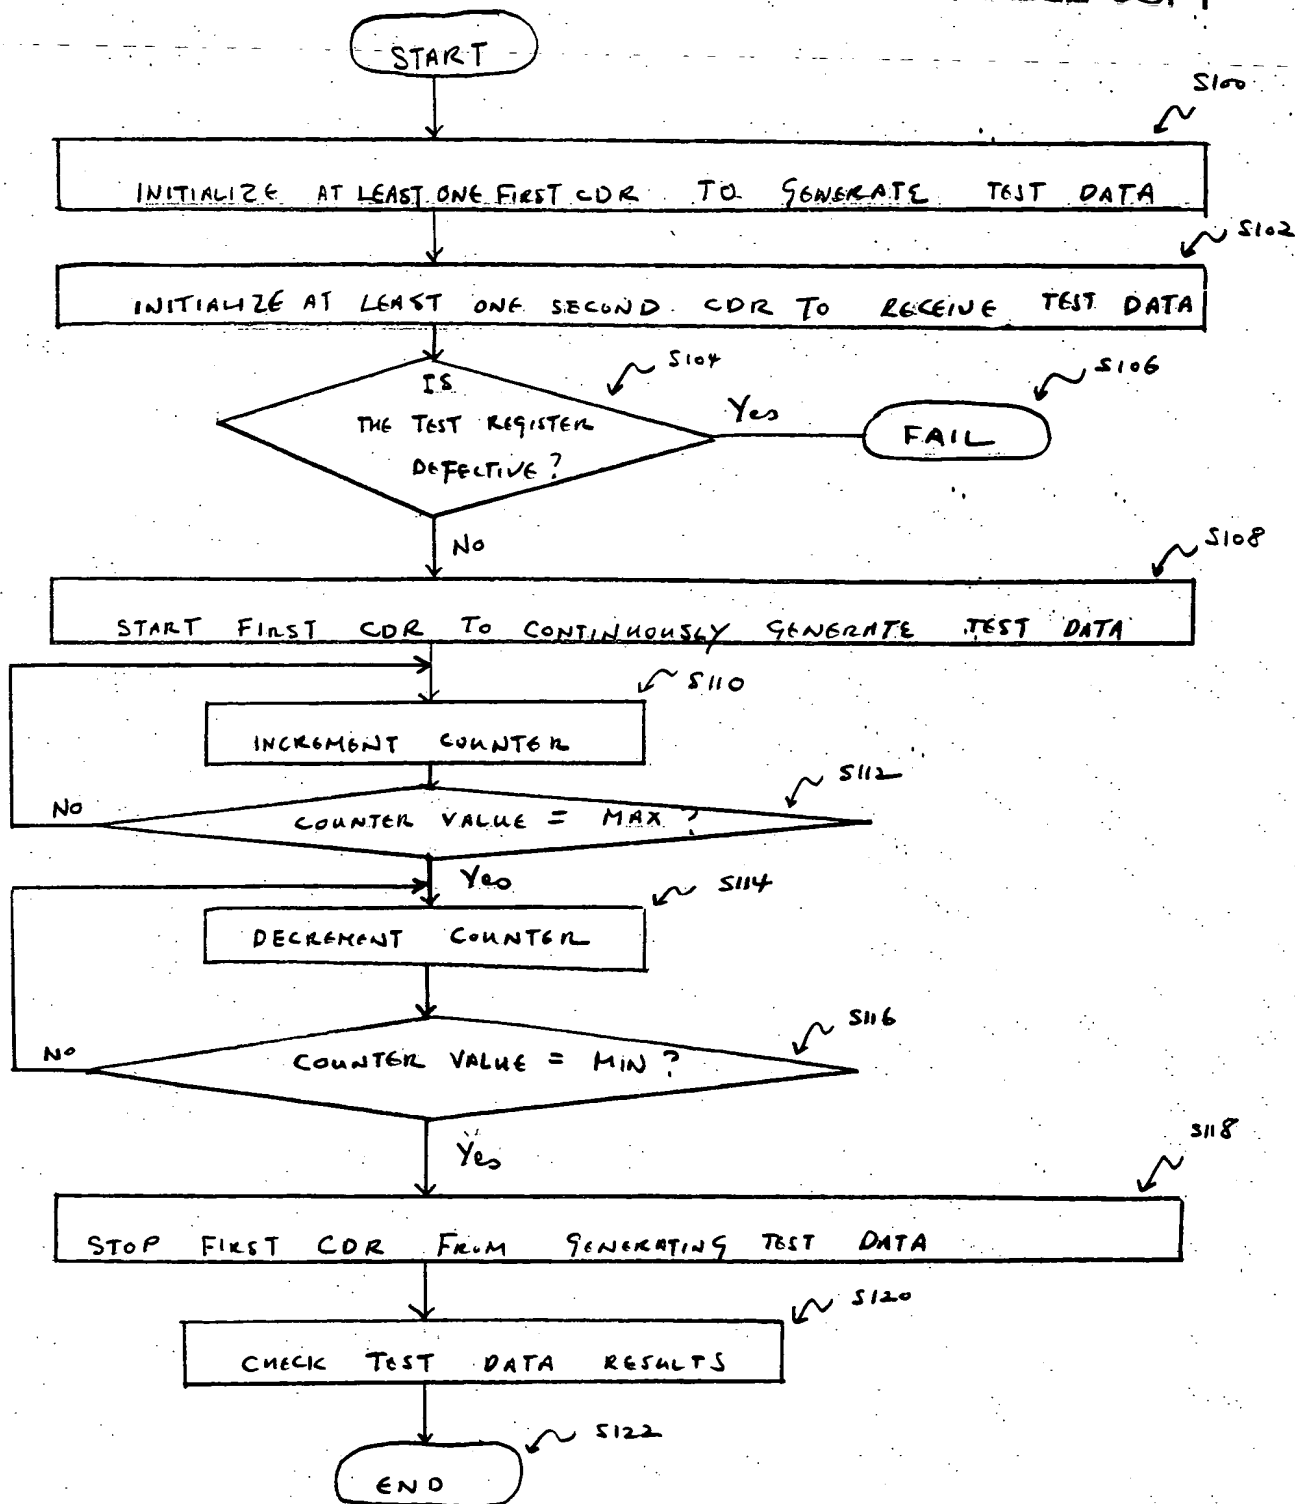 START
S100
INITIALIZE AT LEAST ONE FIRST CDR TO GENERATE TEST DATA
S102
INITIALIZE AT LEAST ONE SECOND CDR TO RECEIVE TEST DATA
S104
IS
THE TEST REGISTER
DEFECTIVE?
Yes
S106
FAIL
No
S108
START FIRST CDR TO CONTINUOUSLY GENERATE TEST DATA
S110
INCREMENT COUNTER
S112
No
COUNTER VALUE = MAX?
Yes
S114
DECREMENT COUNTER
S116
No
COUNTER VALUE = MIN?
Yes
S118
STOP FIRST CDR FROM GENERATING TEST DATA
S120
CHECK TEST DATA RESULTS
S122
END